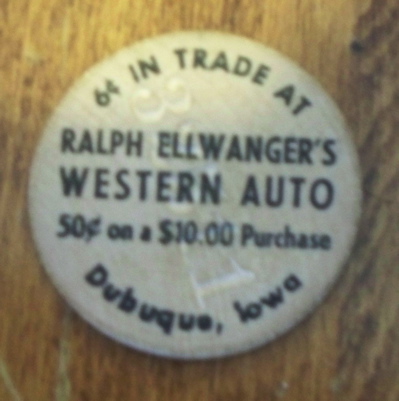 6¢ IN TRADE AT
RALPH ELLWANGER'S
WESTERN AUTO
50¢ on a $10.00 Purchase
Dubuque, Iowa